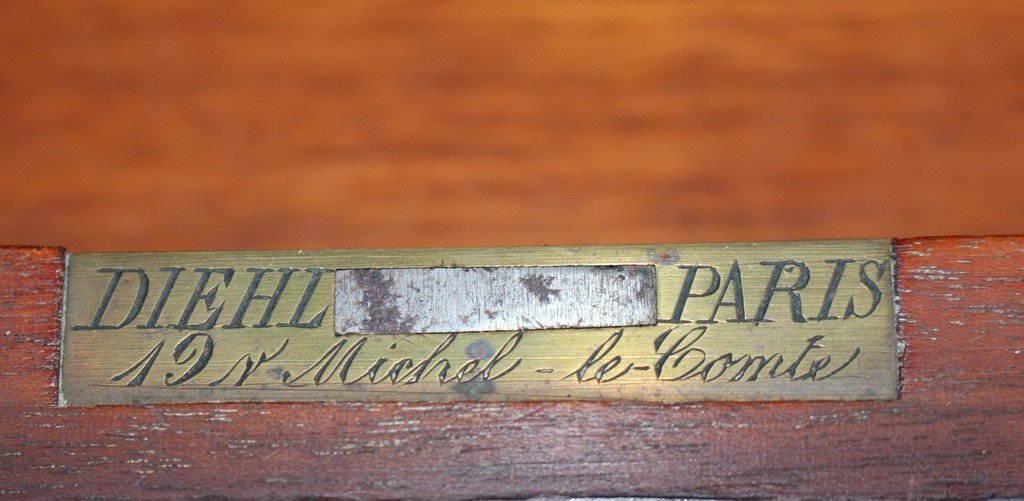 DIEHL PARIS
19 r Michel-le-Comte